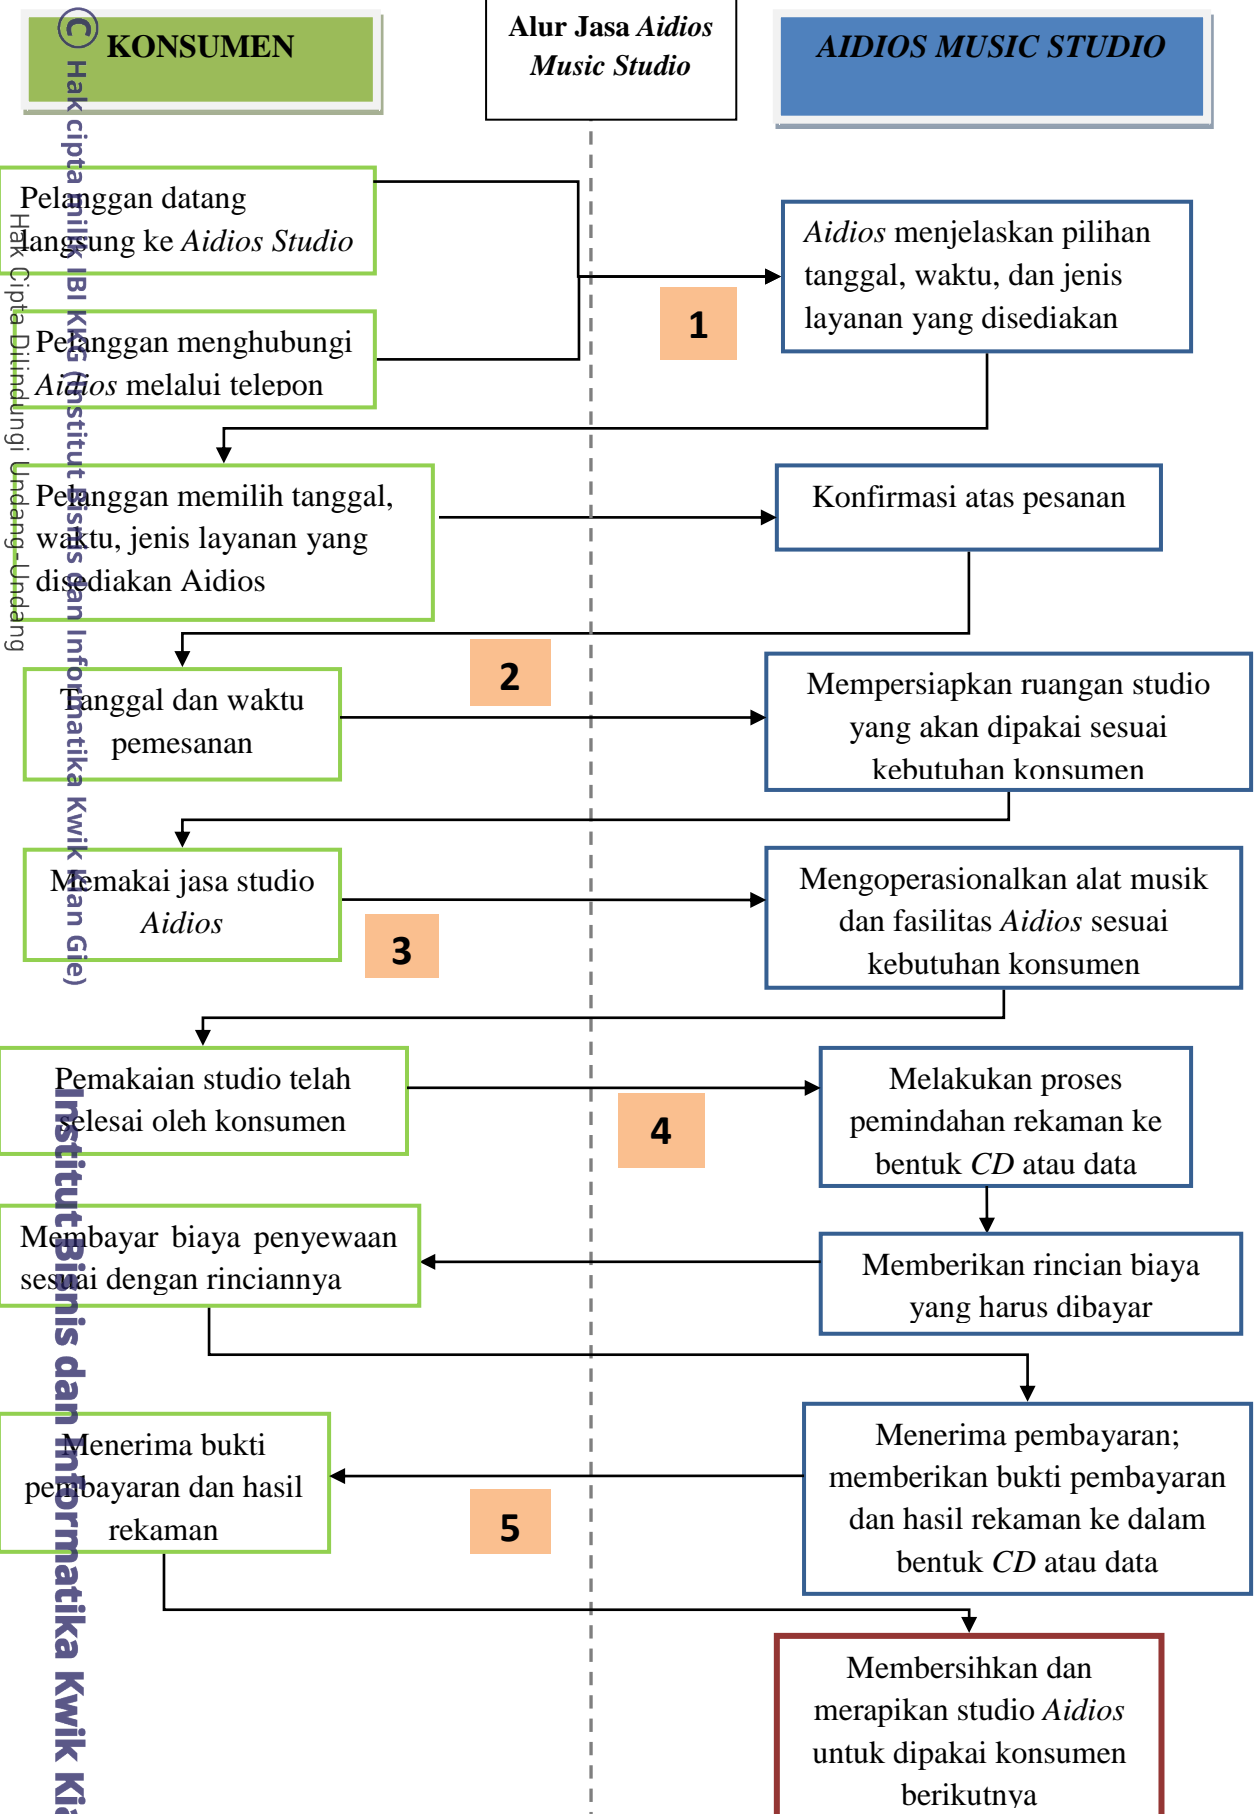 KONSUMEN
Alur Jasa Aidios
Music Studio
AIDIOS MUSIC STUDIO
Pelanggan datang
langsung ke Aidios Studio
Pelanggan menghubungi
Aidios melalui telepon
1
Aidios menjelaskan pilihan
tanggal, waktu, dan jenis
layanan yang disediakan
Pelanggan memilih tanggal,
waktu, jenis layanan yang
disediakan Aidios
Konfirmasi atas pesanan
2
Tanggal dan waktu
pemesanan
Mempersiapkan ruangan studio
yang akan dipakai sesuai
kebutuhan konsumen
Memakai jasa studio
Aidios
3
Mengoperasionalkan alat musik
dan fasilitas Aidios sesuai
kebutuhan konsumen
Pemakaian studio telah
selesai oleh konsumen
4
Melakukan proses
pemindahan rekaman ke
bentuk CD atau data
Memberikan rincian biaya
yang harus dibayar
Membayar biaya penyewaan
sesuai dengan rinciannya
Menerima pembayaran;
memberikan bukti pembayaran
dan hasil rekaman ke dalam
bentuk CD atau data
Menerima bukti
pembayaran dan hasil
rekaman
5
Membersihkan dan
merapikan studio Aidios
untuk dipakai konsumen
berikutnya
© Hak cipta milik IBI KKG (Institut Bisnis dan Informatika Kwik Kian Gie)
Hak Cipta Dilindungi Undang-Undang
Institut Bisnis dan Informatika Kwik Kia